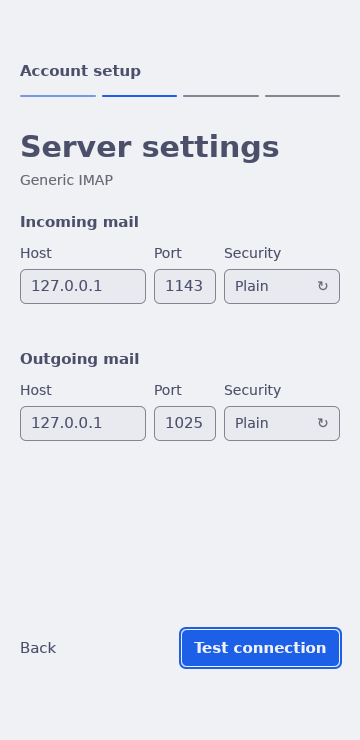 Account setup
Server settings
Generic IMAP
Incoming mail
Host Port Security
127.0.0.1 1143 Plain ↻
Outgoing mail
Host Port Security
127.0.0.1 1025 Plain ↻
Back Test connection